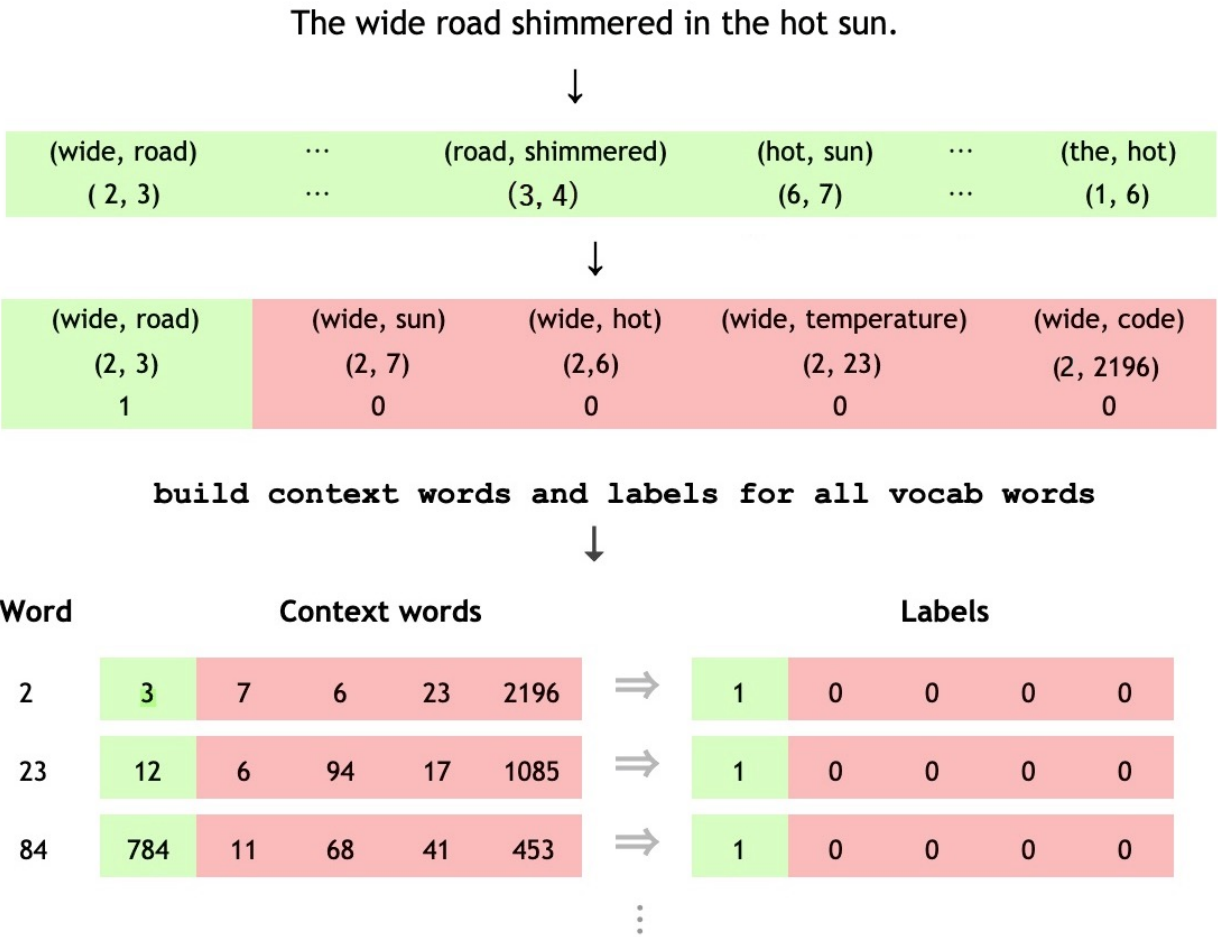 The wide road shimmered in the hot sun.
↓
(wide, road) ... (road, shimmered) (hot, sun) ... (the, hot)
( 2, 3) ... (3, 4) (6, 7) ... (1, 6)
↓
(wide, road) (wide, sun) (wide, hot) (wide, temperature) (wide, code)
(2, 3) (2, 7) (2,6) (2, 23) (2, 2196)
1 0 0 0 0
build context words and labels for all vocab words
↓
Word Context words Labels
2 3 7 6 23 2196 ⇒ 1 0 0 0 0
23 12 6 94 17 1085 ⇒ 1 0 0 0 0
84 784 11 68 41 453 ⇒ 1 0 0 0 0
⋮